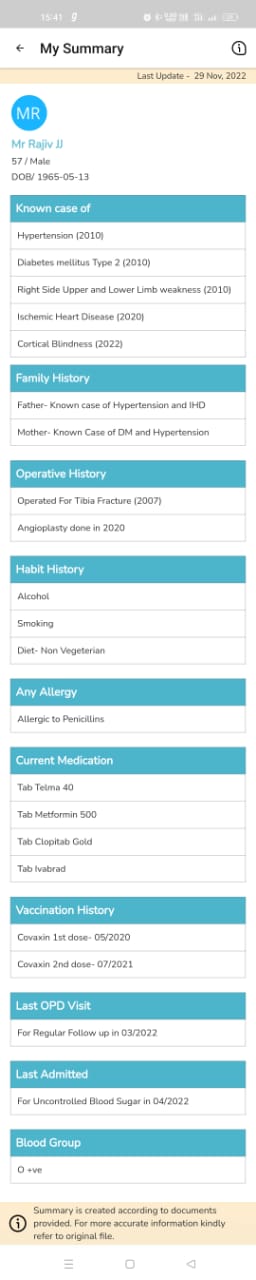 15:41
My Summary
Last Update - 29 Nov, 2022
MR
Mr Rajiv JJ
57 / Male
DOB/ 1965-05-13
Known case of
Hypertension (2010)
Diabetes mellitus Type 2 (2010)
Right Side Upper and Lower Limb weakness (2010)
Ischemic Heart Disease (2020)
Cortical Blindness (2022)
Family History
Father- Known case of Hypertension and IHD
Mother- Known Case of DM and Hypertension
Operative History
Operated For Tibia Fracture (2007)
Angioplasty done in 2020
Habit History
Alcohol
Smoking
Diet- Non Vegeterian
Any Allergy
Allergic to Penicillins
Current Medication
Tab Telma 40
Tab Metformin 500
Tab Clopitab Gold
Tab Ivabrad
Vaccination History
Covaxin 1st dose- 05/2020
Covaxin 2nd dose- 07/2021
Last OPD Visit
For Regular Follow up in 03/2022
Last Admitted
For Uncontrolled Blood Sugar in 04/2022
Blood Group
O +ve
Summary is created according to documents
provided. For more accurate information kindly
refer to original file.